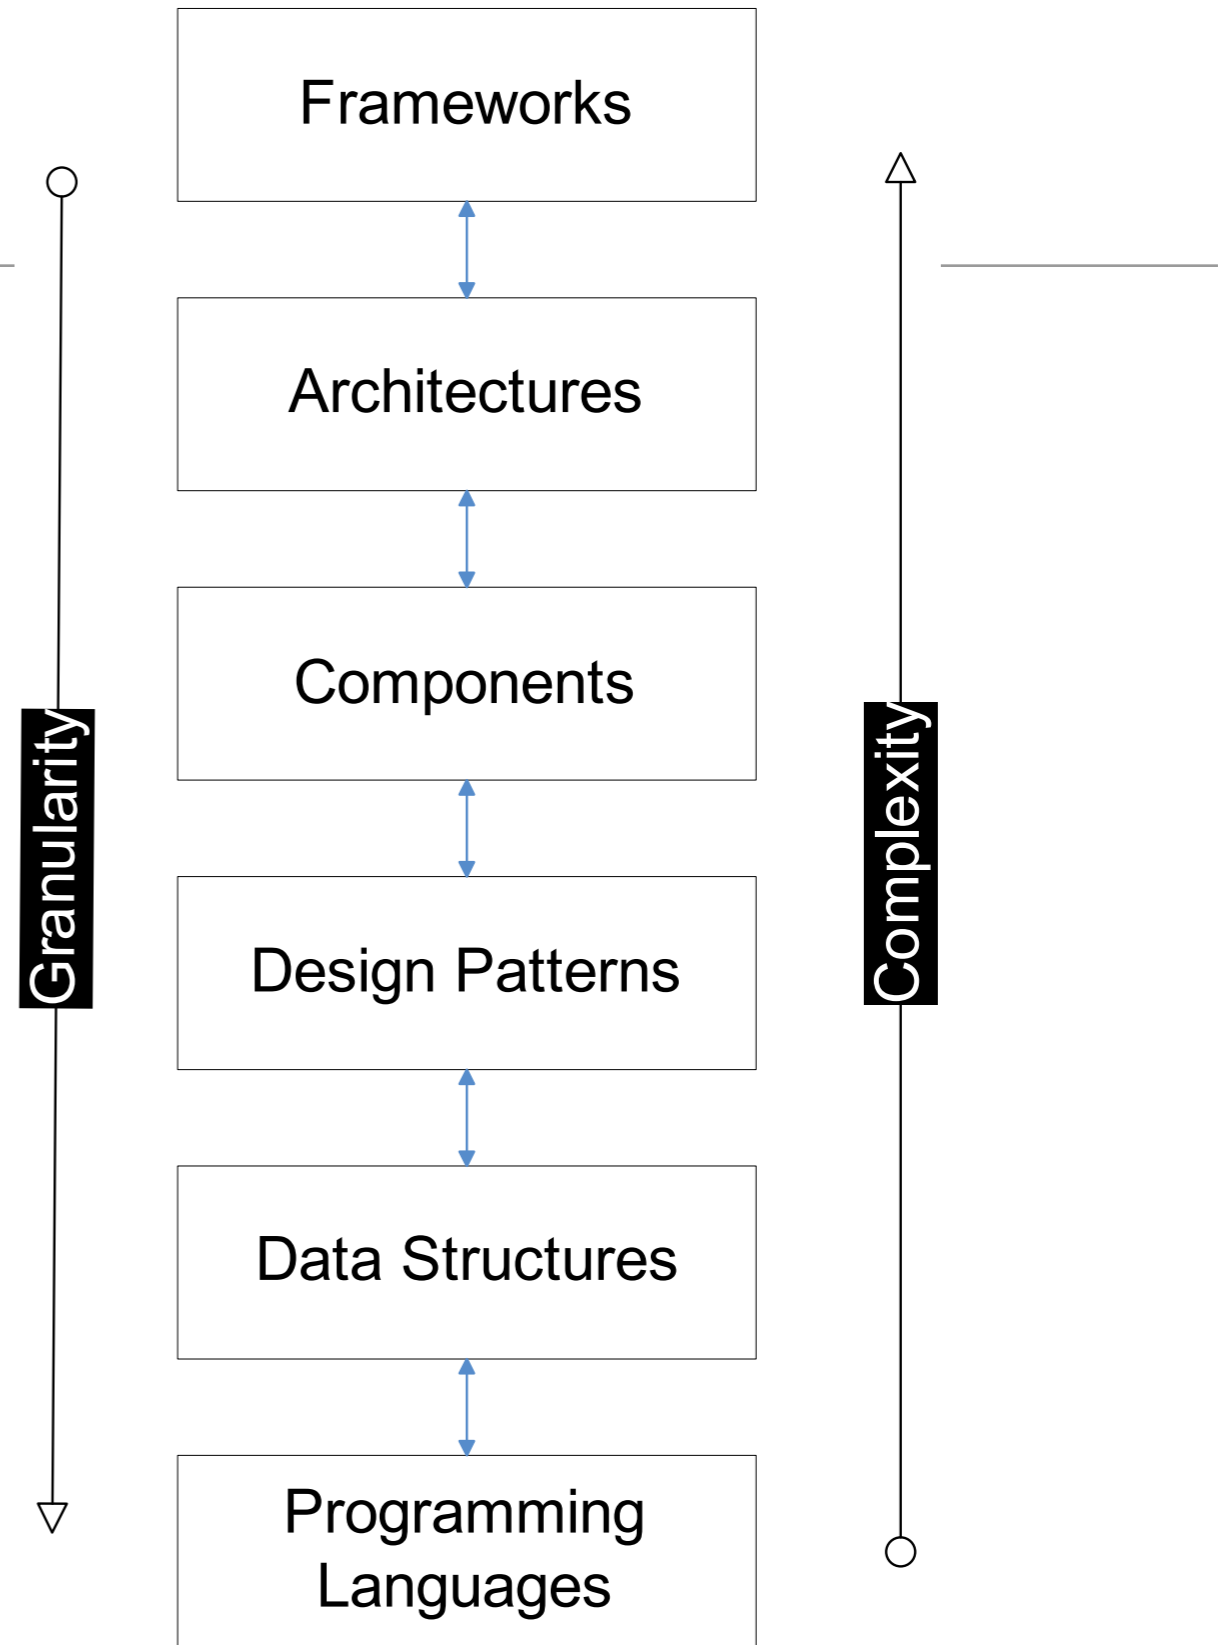 Frameworks
Architectures
Components
Granularity
Complexity
Design Patterns
Data Structures
Programming
Languages